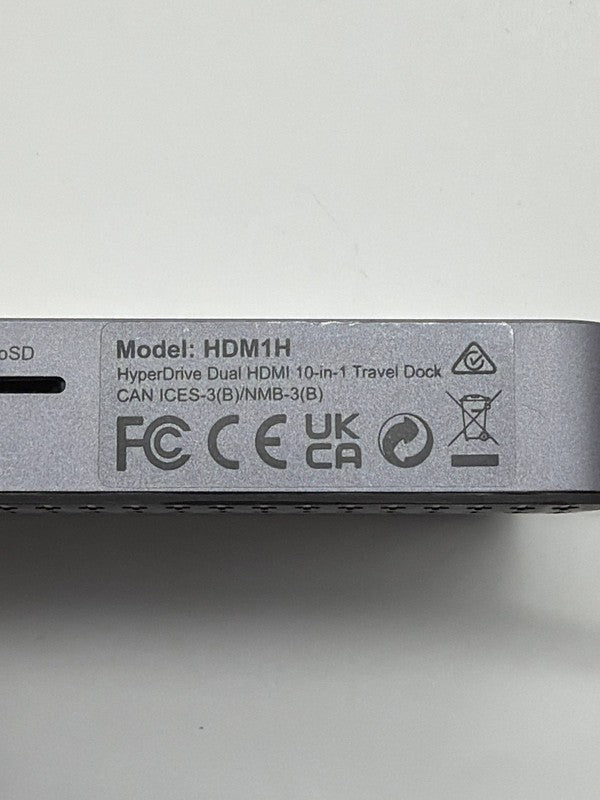 oSD
Model: HDM1H
HyperDrive Dual HDMI 10-in-1 Travel Dock
CAN ICES-3(B)/NMB-3(B)
FC CE UK
CA